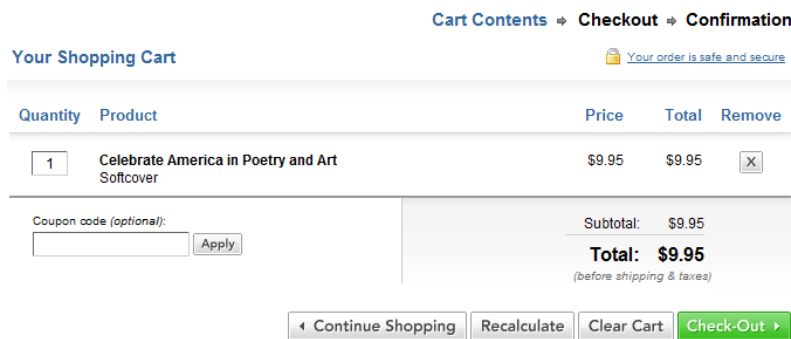 Cart Contents ⇒ Checkout ⇒ Confirmation
Your Shopping Cart
Your order is safe and secure
Quantity Product Price Total Remove
1 Celebrate America in Poetry and Art $9.95 $9.95 X
Softcover
Coupon code (optional):
Apply
Subtotal: $9.95
Total: $9.95
(before shipping & taxes)
Continue Shopping Recalculate Clear Cart Check-Out